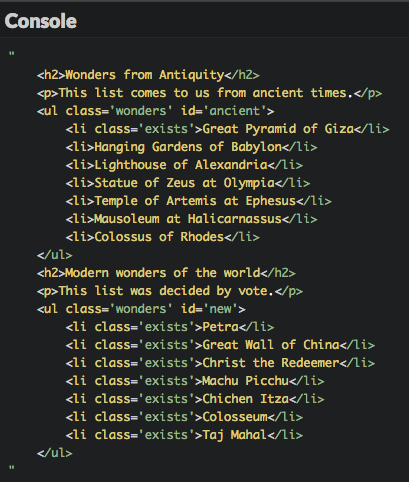 Console
"
<h2>Wonders from Antiquity</h2>
<p>This list comes to us from ancient times.</p>
<ul class='wonders' id='ancient'>
<li class='exists'>Great Pyramid of Giza</li>
<li>Hanging Gardens of Babylon</li>
<li>Lighthouse of Alexandria</li>
<li>Statue of Zeus at Olympia</li>
<li>Temple of Artemis at Ephesus</li>
<li>Mausoleum at Halicarnassus</li>
<li>Colossus of Rhodes</li>
</ul>
<h2>Modern wonders of the world</h2>
<p>This list was decided by vote.</p>
<ul class='wonders' id='new'>
<li class='exists'>Petra</li>
<li class='exists'>Great Wall of China</li>
<li class='exists'>Christ the Redeemer</li>
<li class='exists'>Machu Picchu</li>
<li class='exists'>Chichen Itza</li>
<li class='exists'>Colosseum</li>
<li class='exists'>Taj Mahal</li>
</ul>
"